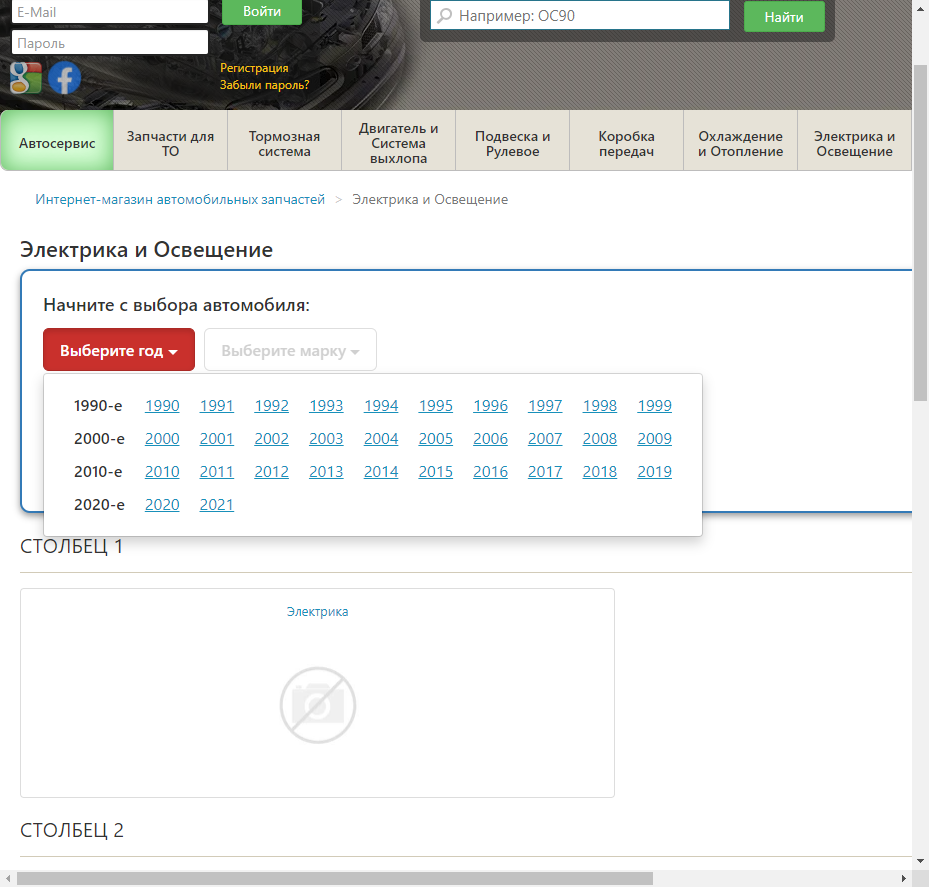 E-Mail
Войти
Например: OC90
Найти
Пароль
Регистрация
Забыли пароль?
Автосервис
Запчасти для
ТО
Тормозная
система
Двигатель и
Система
выхлопа
Подвеска и
Рулевое
Коробка
передач
Охлаждение
и Отопление
Электрика и
Освещение
Интернет-магазин автомобильных запчастей > Электрика и Освещение
Электрика и Освещение
Начните с выбора автомобиля:
Выберите год
Выберите марку
1990-е 1990 1991 1992 1993 1994 1995 1996 1997 1998 1999
2000-е 2000 2001 2002 2003 2004 2005 2006 2007 2008 2009
2010-е 2010 2011 2012 2013 2014 2015 2016 2017 2018 2019
2020-е 2020 2021
СТОЛБЕЦ 1
Электрика
СТОЛБЕЦ 2